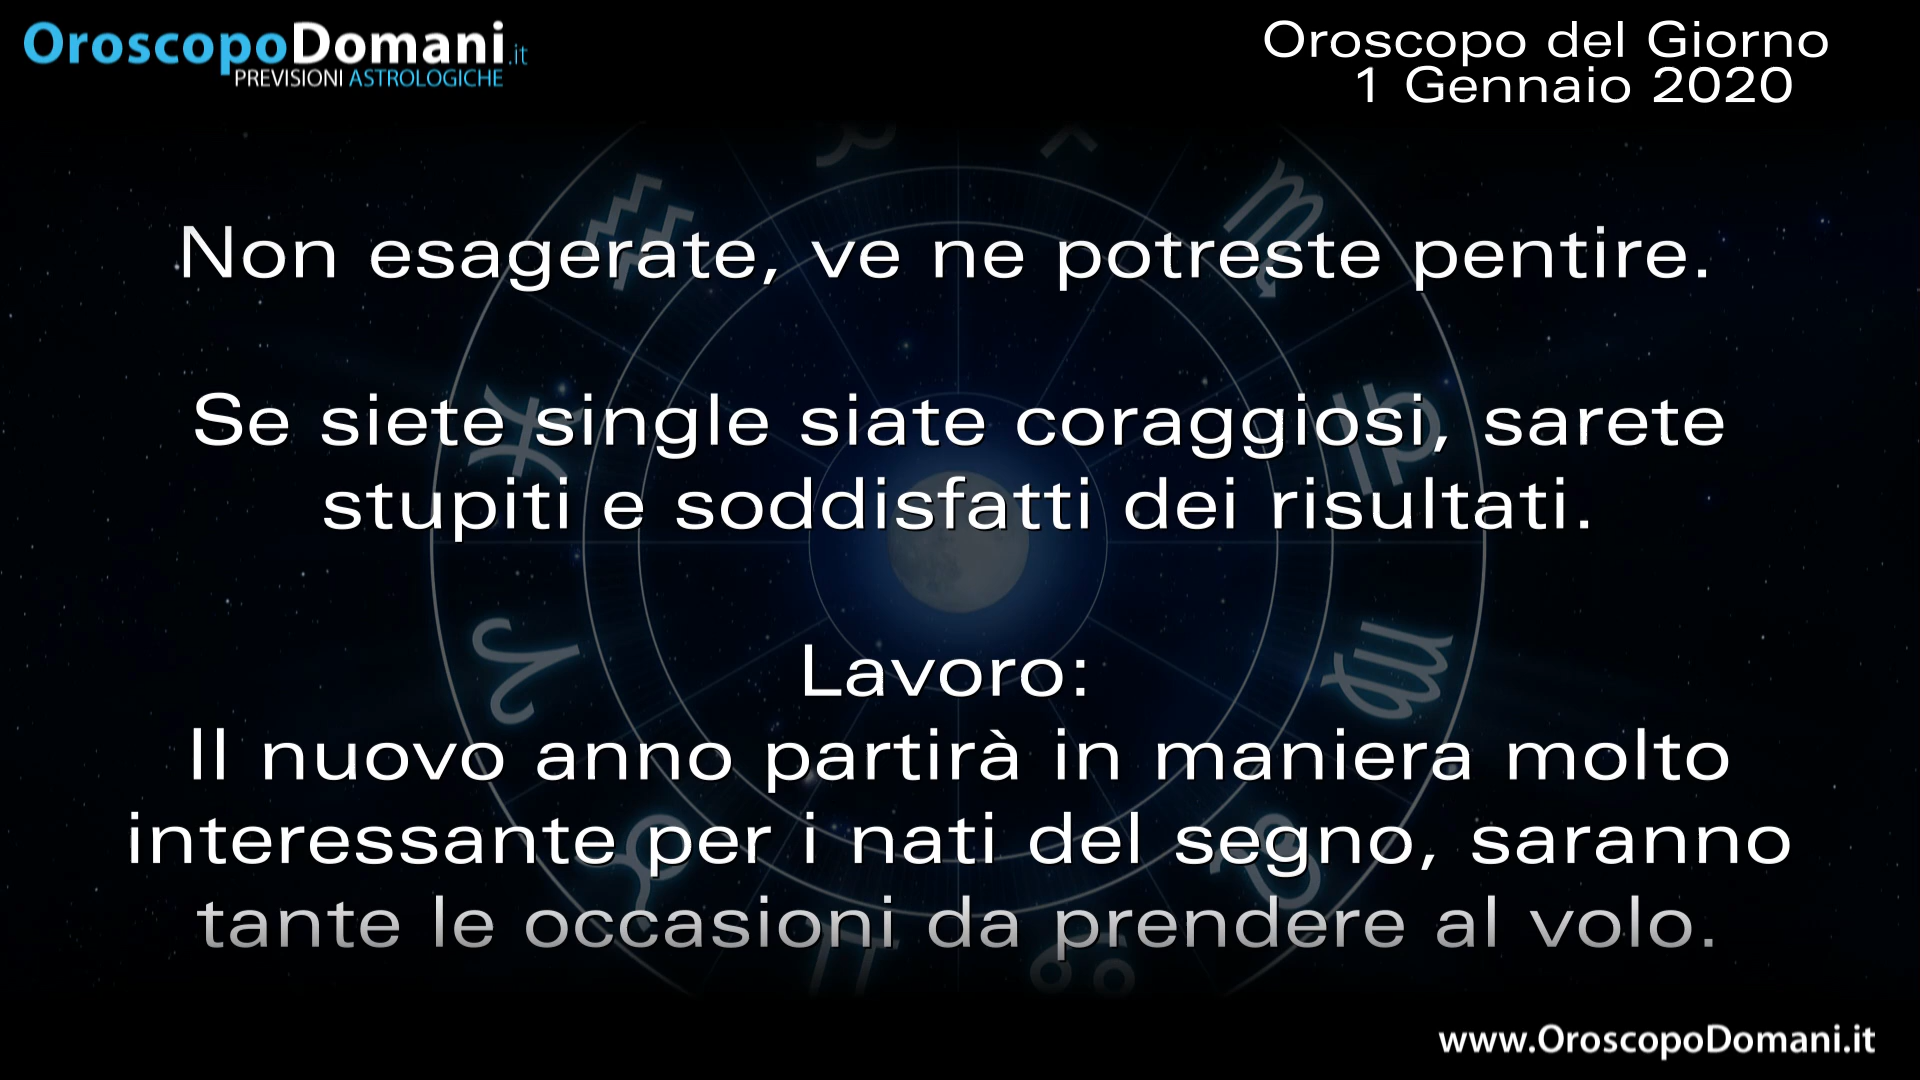 OroscopoDomani.it
PREVISIONI ASTROLOGICHE
Oroscopo del Giorno
1 Gennaio 2020
Non esagerate, ve ne potreste pentire.
Se siete single siate coraggiosi, sarete
stupiti e soddisfatti dei risultati.
Lavoro:
Il nuovo anno partirà in maniera molto
interessante per i nati del segno, saranno
tante le occasioni da prendere al volo.
www.OroscopoDomani.it